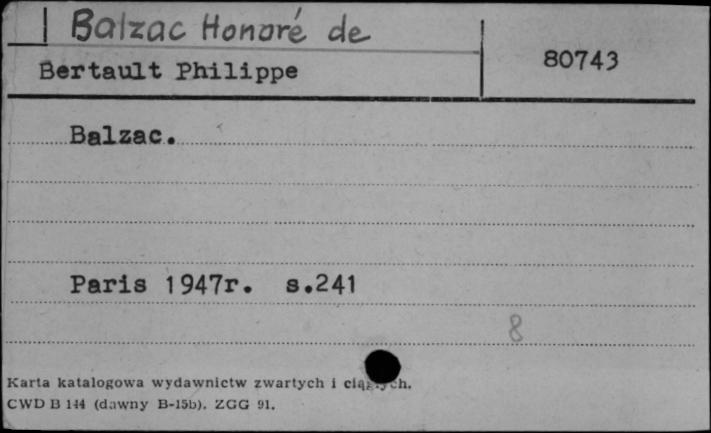 Balzac Honoré de
Bertault Philippe
80743
Balzac.
Paris 1947r. s.241
8
Karta katalogowa wydawnictw zwartych i ciągłych.
CWD B 144 (dawny B-15b). ZGG 91.